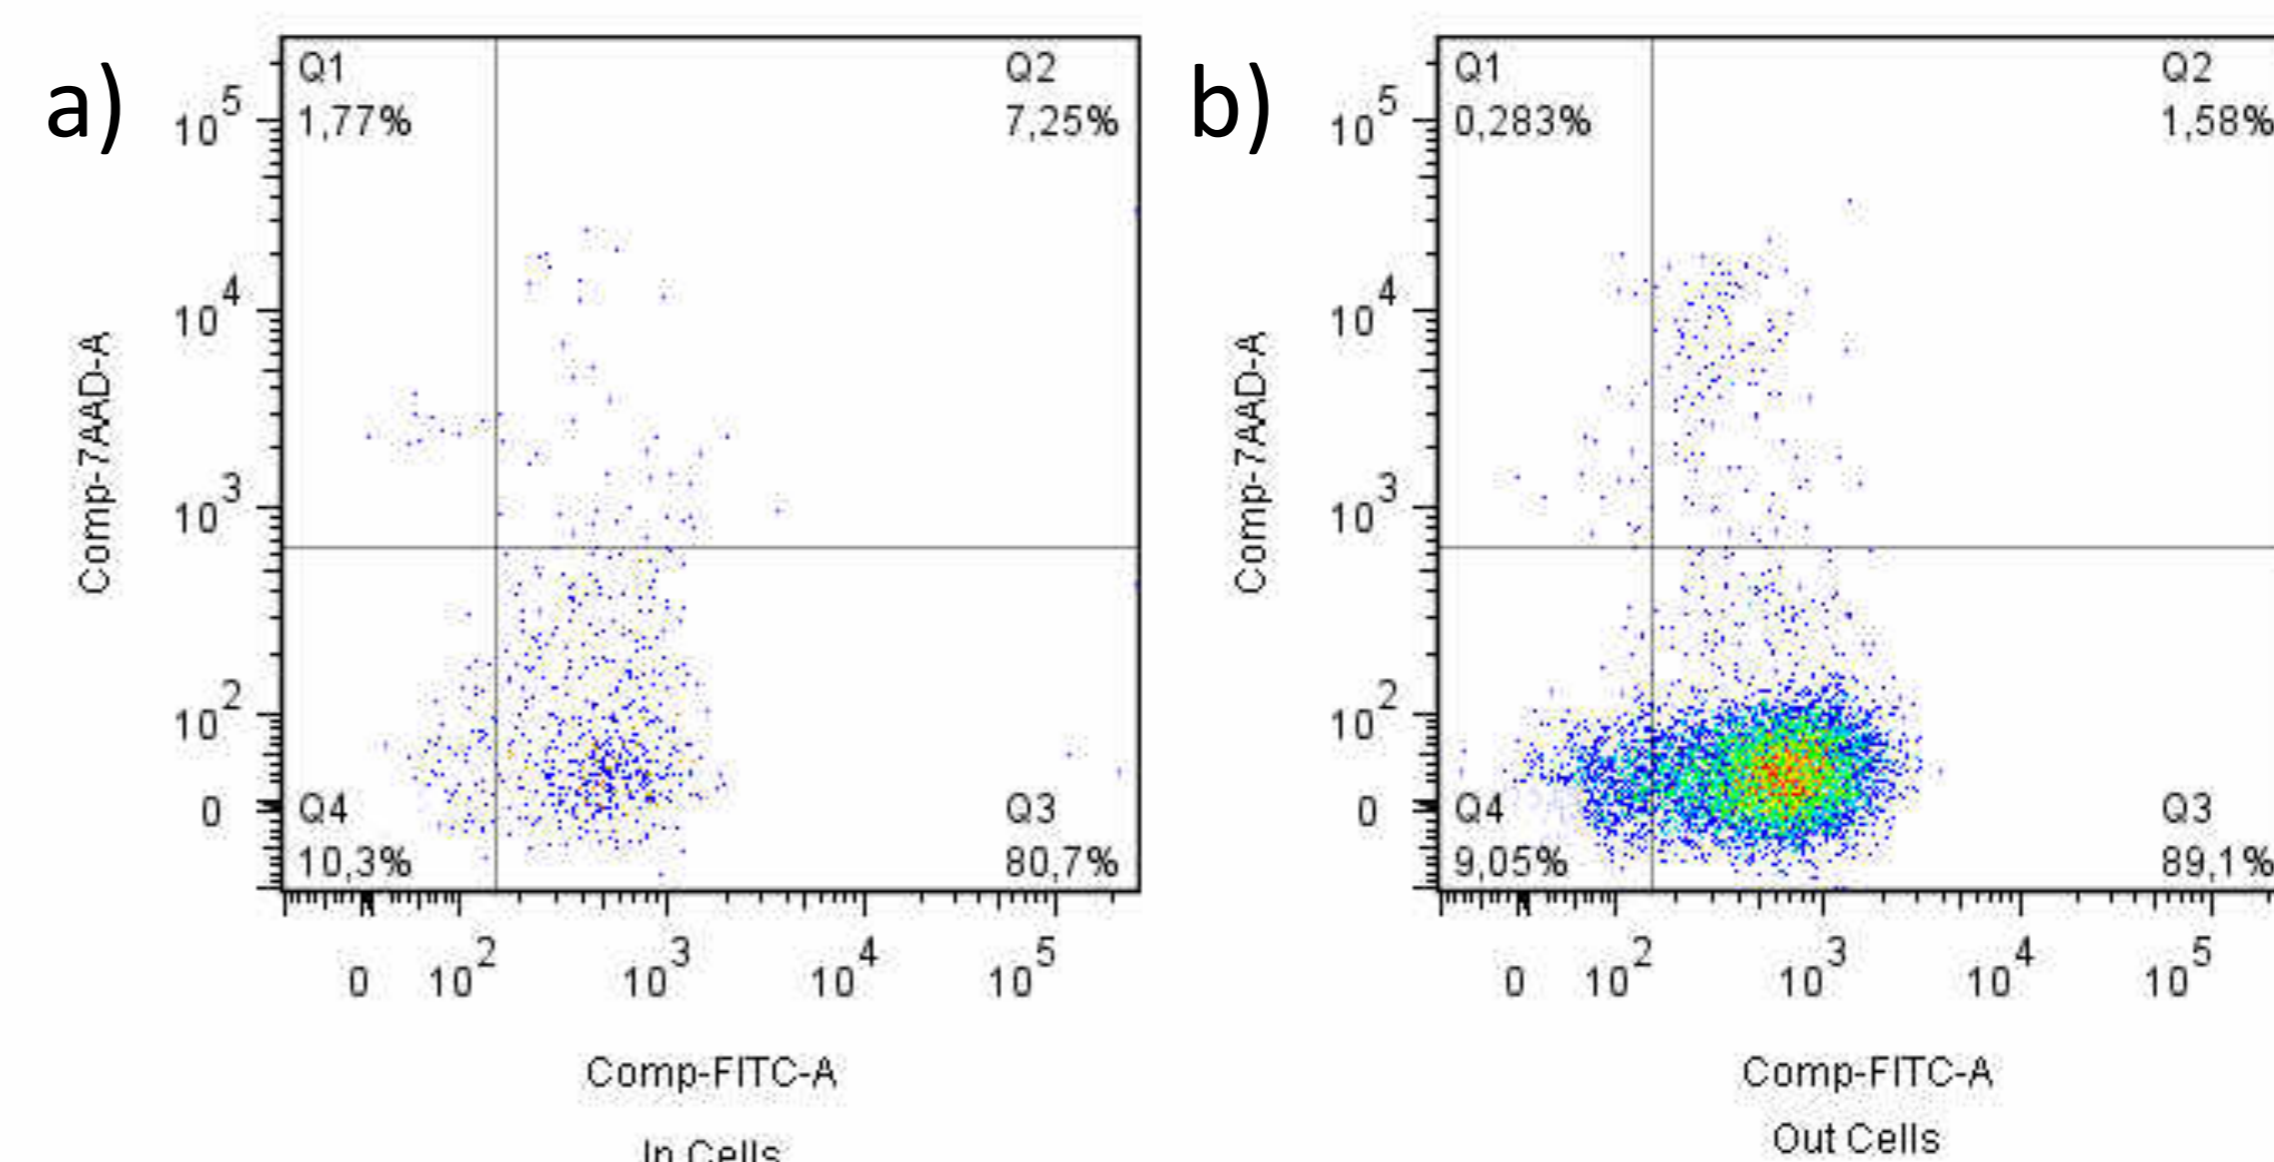 a)
Q1
1,77%
Q2
7,25%
Q4
10,3%
Q3
80,7%
10^5
10^4
10^3
10^2
0
Comp-7AAD-A
0 10^2 10^3 10^4 10^5
Comp-FITC-A
In Cells
b)
Q1
0,283%
Q2
1,58%
Q4
9,05%
Q3
89,1%
10^5
10^4
10^3
10^2
0
Comp-7AAD-A
0 10^2 10^3 10^4 10^5
Comp-FITC-A
Out Cells